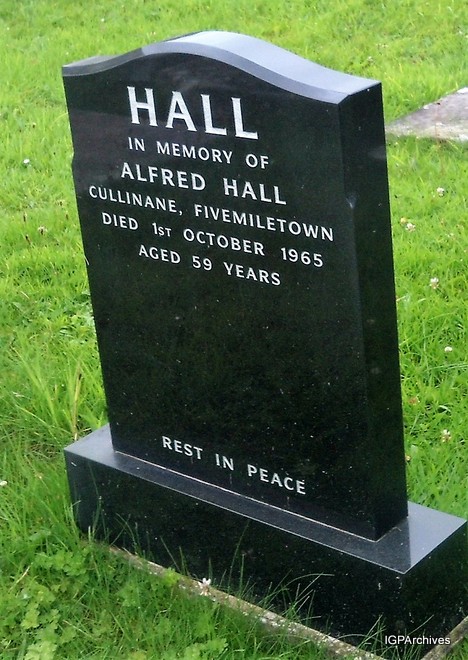 HALL
IN MEMORY OF
ALFRED HALL
CULLINANE, FIVEMILETOWN
DIED 1ST OCTOBER 1965
AGED 59 YEARS
REST IN PEACE
IGPArchives